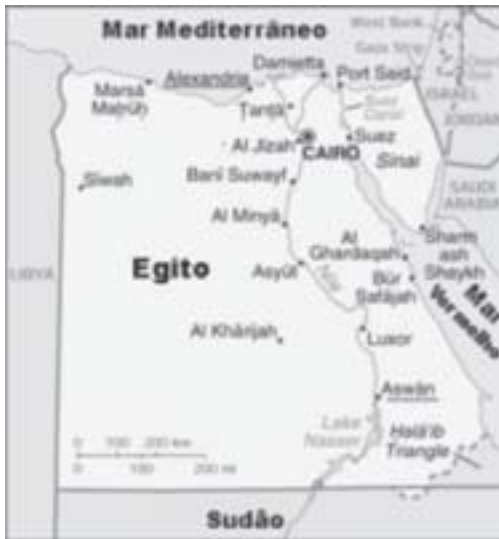 Mar Mediterrâneo
West Bank
Gaza Strip
Damietta
Port Said
Alexandria
Marsá
Maṭrūḥ
Ṭanṭā
Suez
Canal
ISRAEL
JORDAN
Al Jīzah
CAIRO
Suez
Sinai
Siwah
Banī Suwayf
SAUDI
ARABIA
Al Minyā
Al
Ghardaqah
Sharm
ash
Shaykh
LIBYA
Egito
Asyūṭ
Nile
Būr
Safājah
Mar
Vermelho
Al Khārijah
Luxor
Aswān
Lake
Nasser
Halā'ib
Triangle
0 100 200 km
0 100 200 mi
Sudão